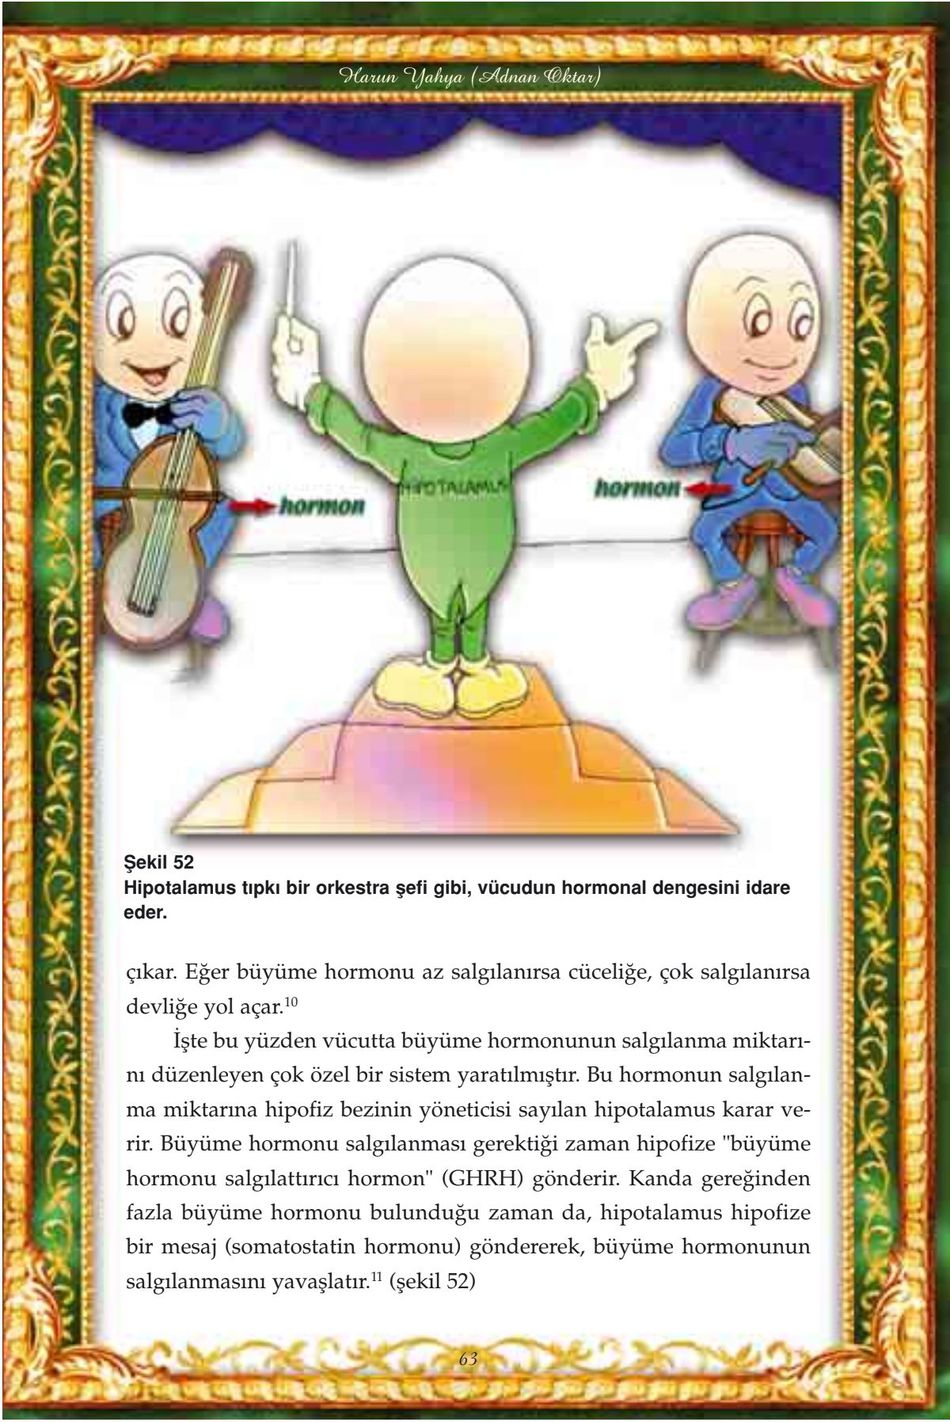 Harun Yahya (Adnan Oktar)
HİPOTALAMUS
hormon
hormon
Şekil 52
Hipotalamus tıpkı bir orkestra şefi gibi, vücudun hormonal dengesini idare
eder.
çıkar. Eğer büyüme hormonu az salgılanırsa cüceliğe, çok salgılanırsa
devliğe yol açar.10
İşte bu yüzden vücutta büyüme hormonunun salgılanma miktarı-
nı düzenleyen çok özel bir sistem yaratılmıştır. Bu hormonun salgılan-
ma miktarına hipofiz bezinin yöneticisi sayılan hipotalamus karar ve-
rir. Büyüme hormonu salgılanması gerektiği zaman hipofize "büyüme
hormonu salgılattırıcı hormon" (GHRH) gönderir. Kanda gereğinden
fazla büyüme hormonu bulunduğu zaman da, hipotalamus hipofize
bir mesaj (somatostatin hormonu) göndererek, büyüme hormonunun
salgılanmasını yavaşlatır.11 (şekil 52)
63